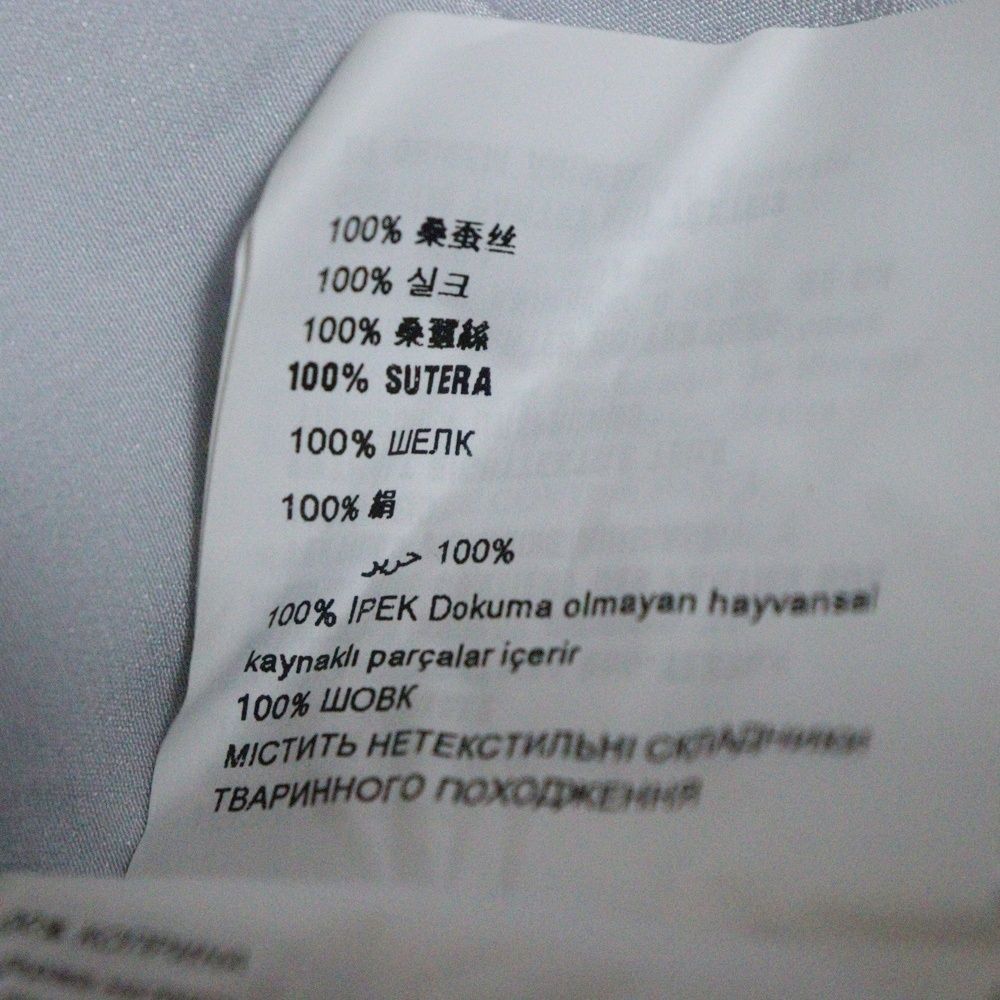 100% 桑蚕丝
100% 실크
100% 桑蠶絲
100% SUTERA
100% ШЕЛК
100% 絹
100% حرير
100% İPEK Dokuma olmayan hayvansal
kaynaklı parçalar içerir
100% ШОВК
МІСТИТЬ НЕТЕКСТИЛЬНІ СКЛАДНИКИ
ТВАРИННОГО ПОХОДЖЕННЯ